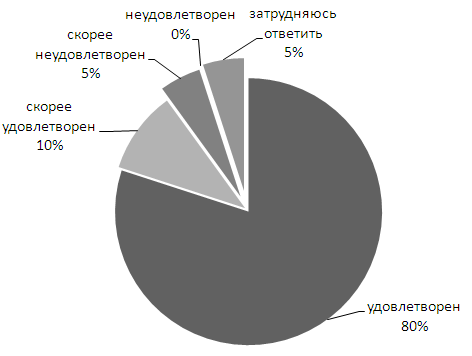 неудовлетворен
0%
затрудняюсь
ответить
5%
скорее
неудовлетворен
5%
скорее
удовлетворен
10%
удовлетворен
80%